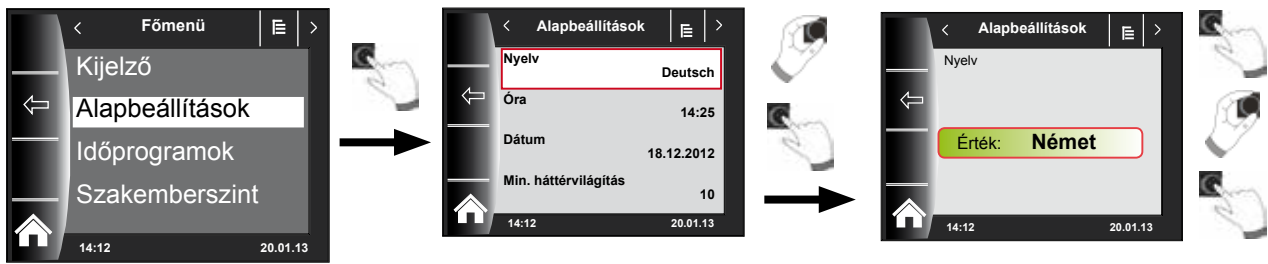 Főmenü
Kijelző
Alapbeállítások
Időprogramok
Szakemberszint
14:12 20.01.13
Alapbeállítások
Nyelv
Deutsch
Óra
14:25
Dátum
18.12.2012
Min. háttérvilágítás
10
14:12 20.01.13
Alapbeállítások
Nyelv
Érték: Német
14:12 20.01.13